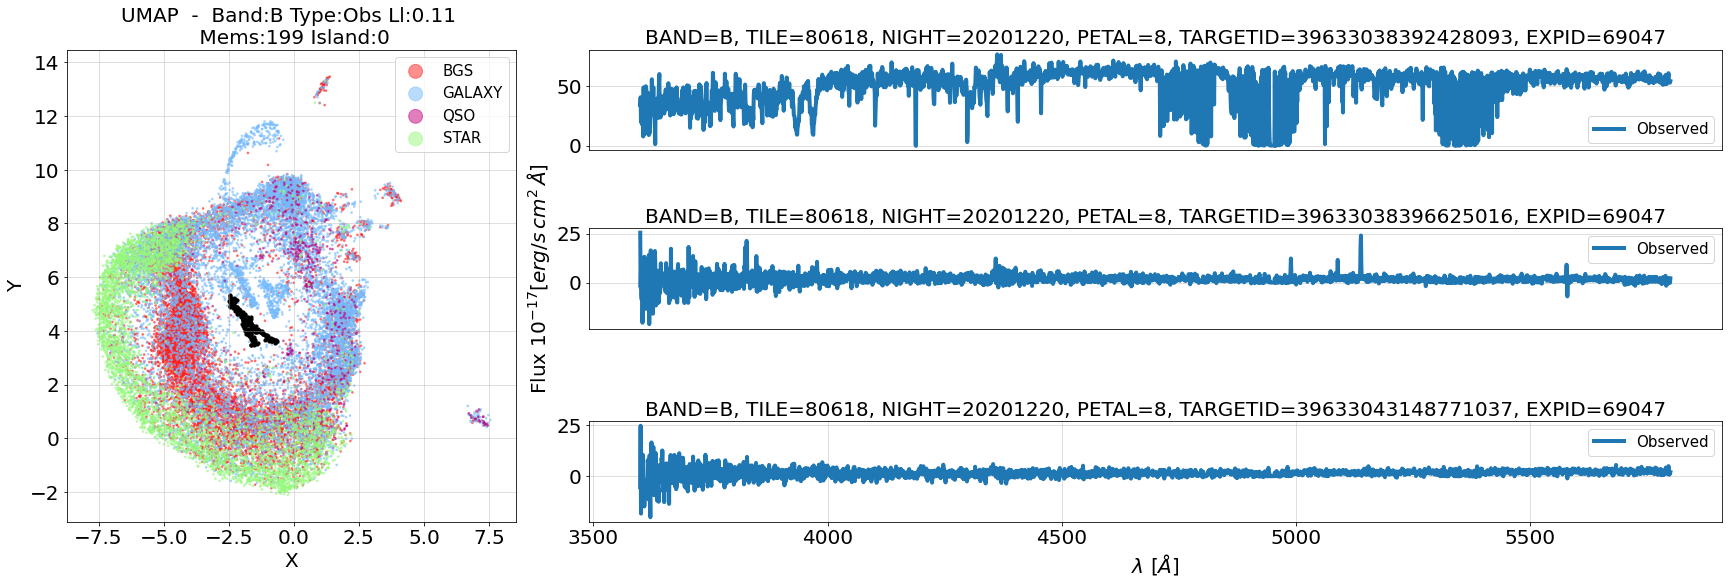 UMAP - Band:B Type:Obs Ll:0.11
Mems:199 Island:0
14
12
10
8
6
4
2
0
−2
Y
BGS
GALAXY
QSO
STAR
−7.5 −5.0 −2.5 0.0 2.5 5.0 7.5
X
BAND=B, TILE=80618, NIGHT=20201220, PETAL=8, TARGETID=39633038392428093, EXPID=69047
50
0
Observed
BAND=B, TILE=80618, NIGHT=20201220, PETAL=8, TARGETID=39633038396625016, EXPID=69047
25
0
Observed
Flux 10⁻¹⁷[erg/s cm² Å]
BAND=B, TILE=80618, NIGHT=20201220, PETAL=8, TARGETID=39633043148771037, EXPID=69047
25
0
Observed
3500 4000 4500 5000 5500
λ [Å]